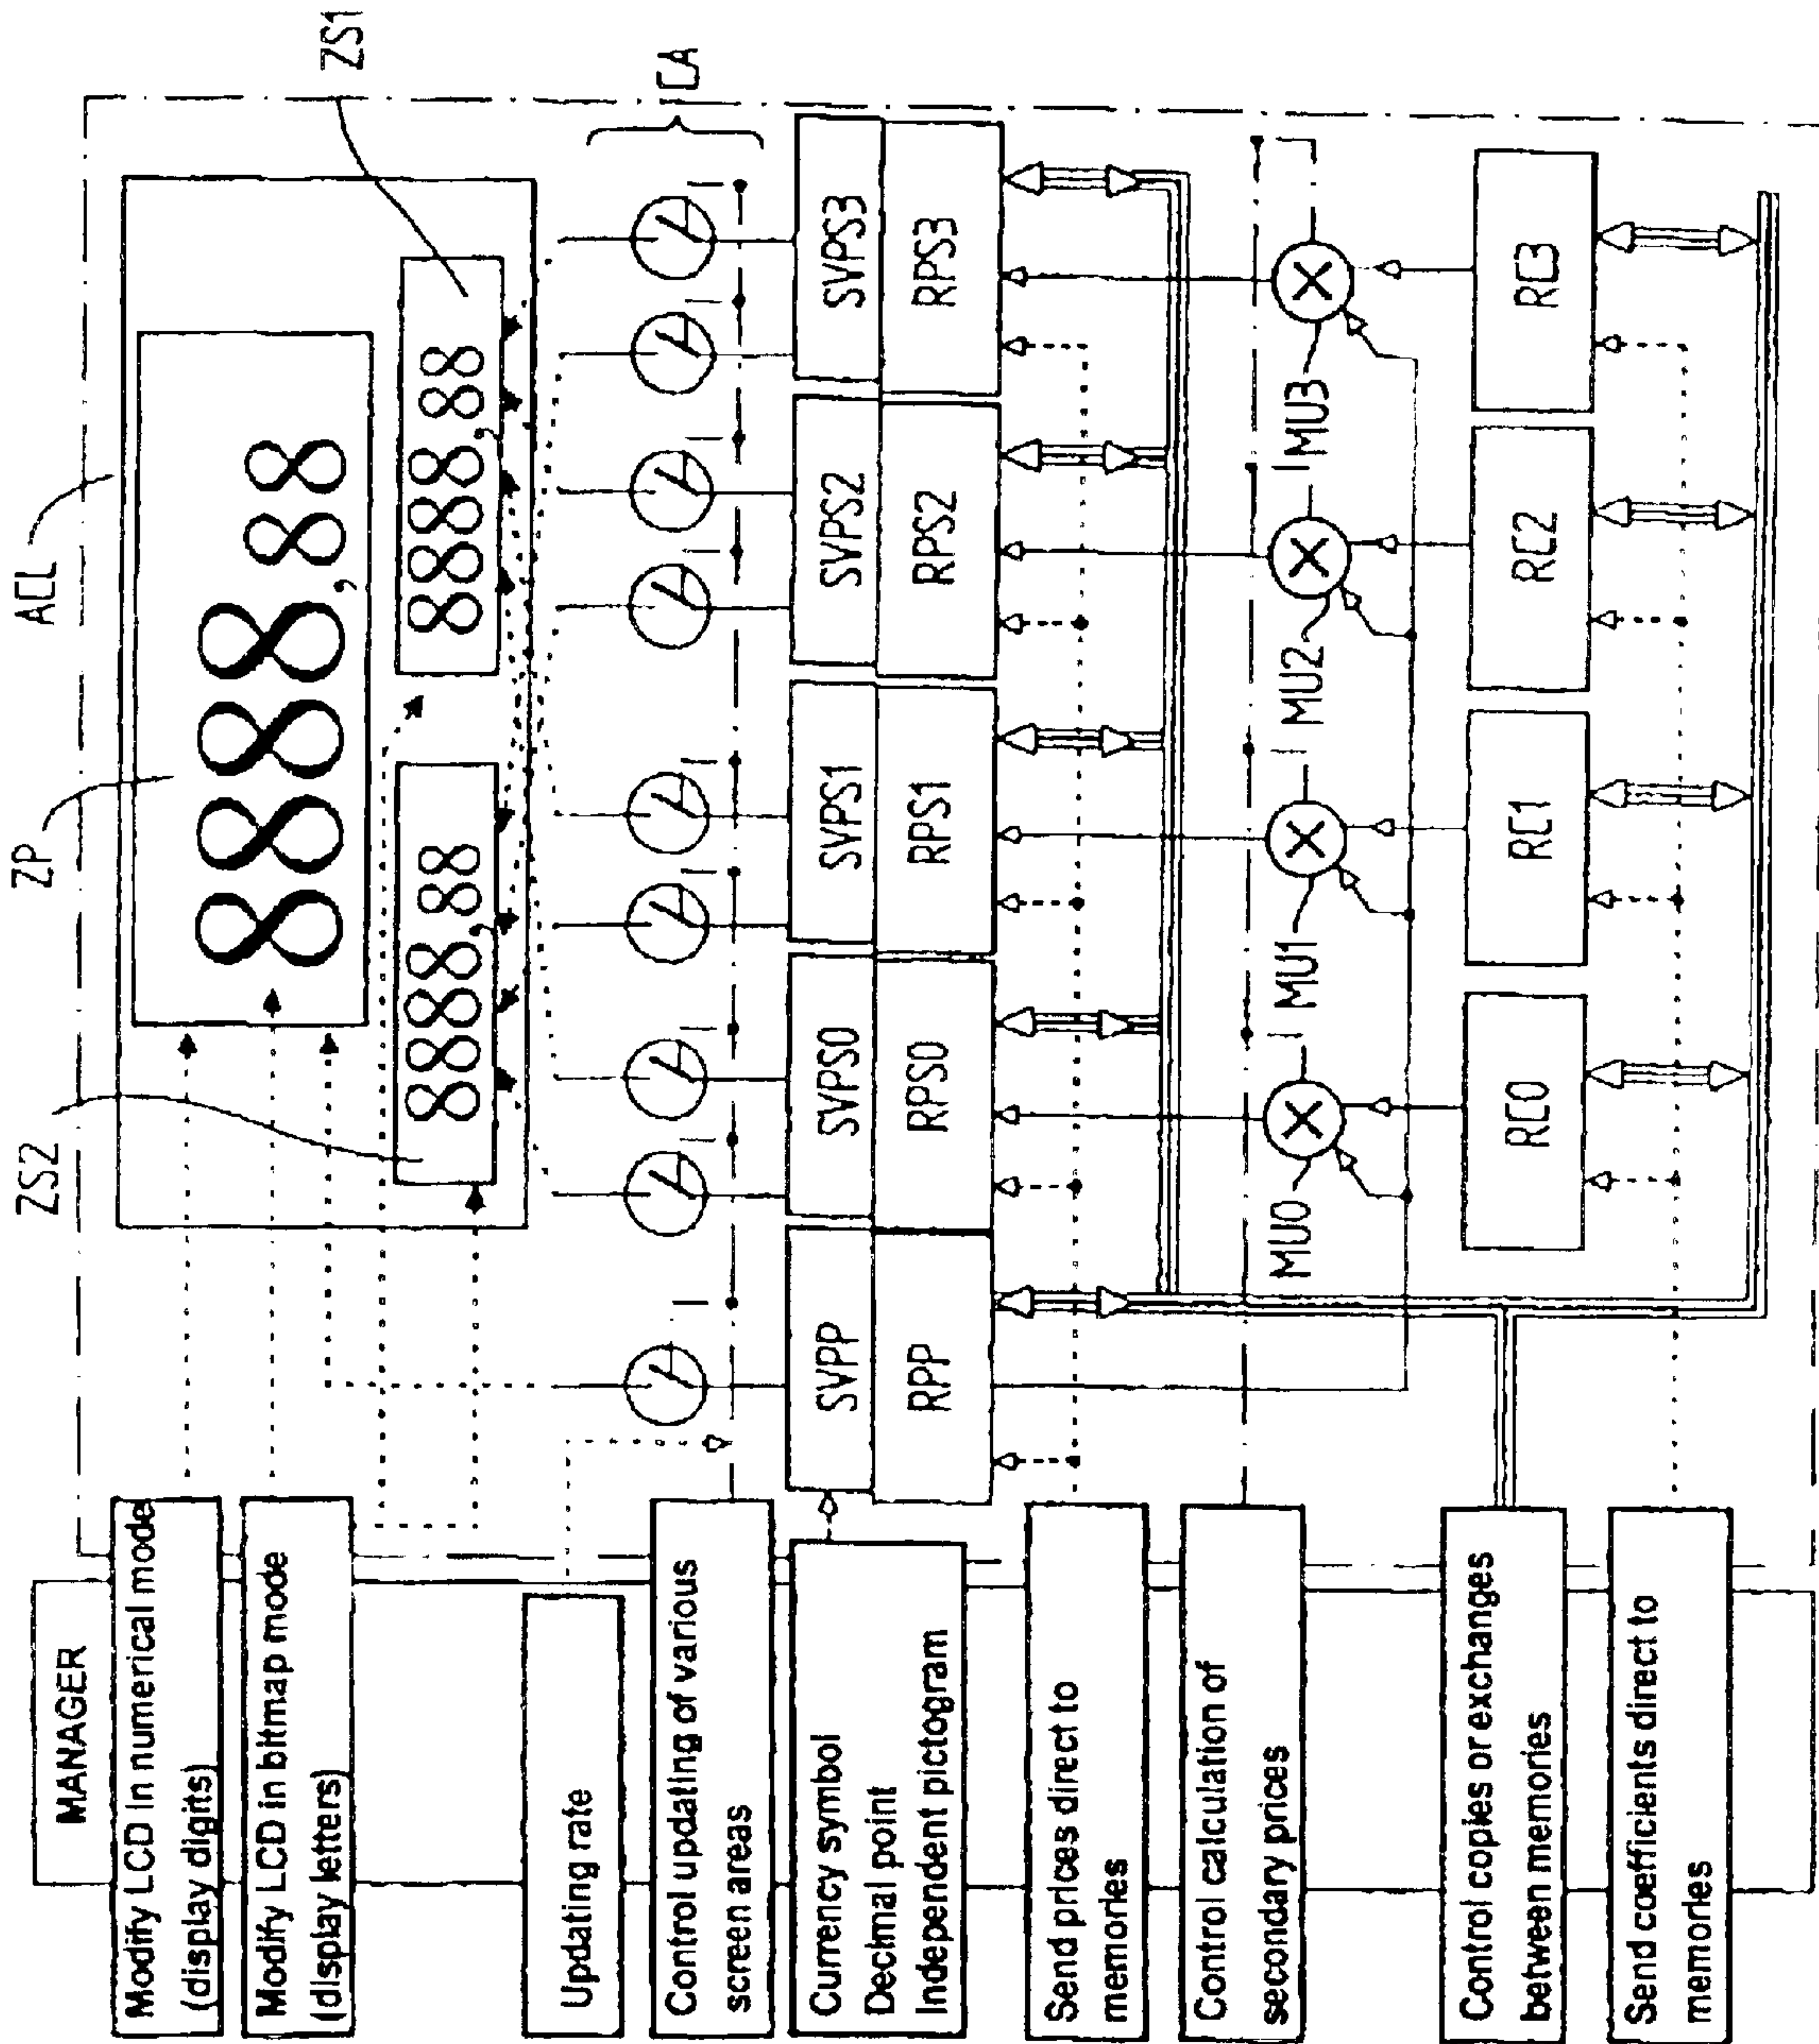 MANAGER
Modify LCD in numerical mode
(display digits)
Modify LCD in bitmap mode
(display letters)
Updating rate
Control updating of various
screen areas
Currency symbol
Decimal point
Independent pictogram
Send prices direct to
memories
Control calculation of
secondary prices
Control copies or exchanges
between memories
Send coefficients direct to
memories
ZS2
ZP
ACL
ZS1
8888,88
8888,88
8888,88
ICA
I I I I I I I I I
SVPP SVPS0 SVPS1 SVPS2 SVPS3
RPP RPS0 RPS1 RPS2 RPS3
MU0 MU1 MU2 MU3
RC0 RC1 RC2 RC3